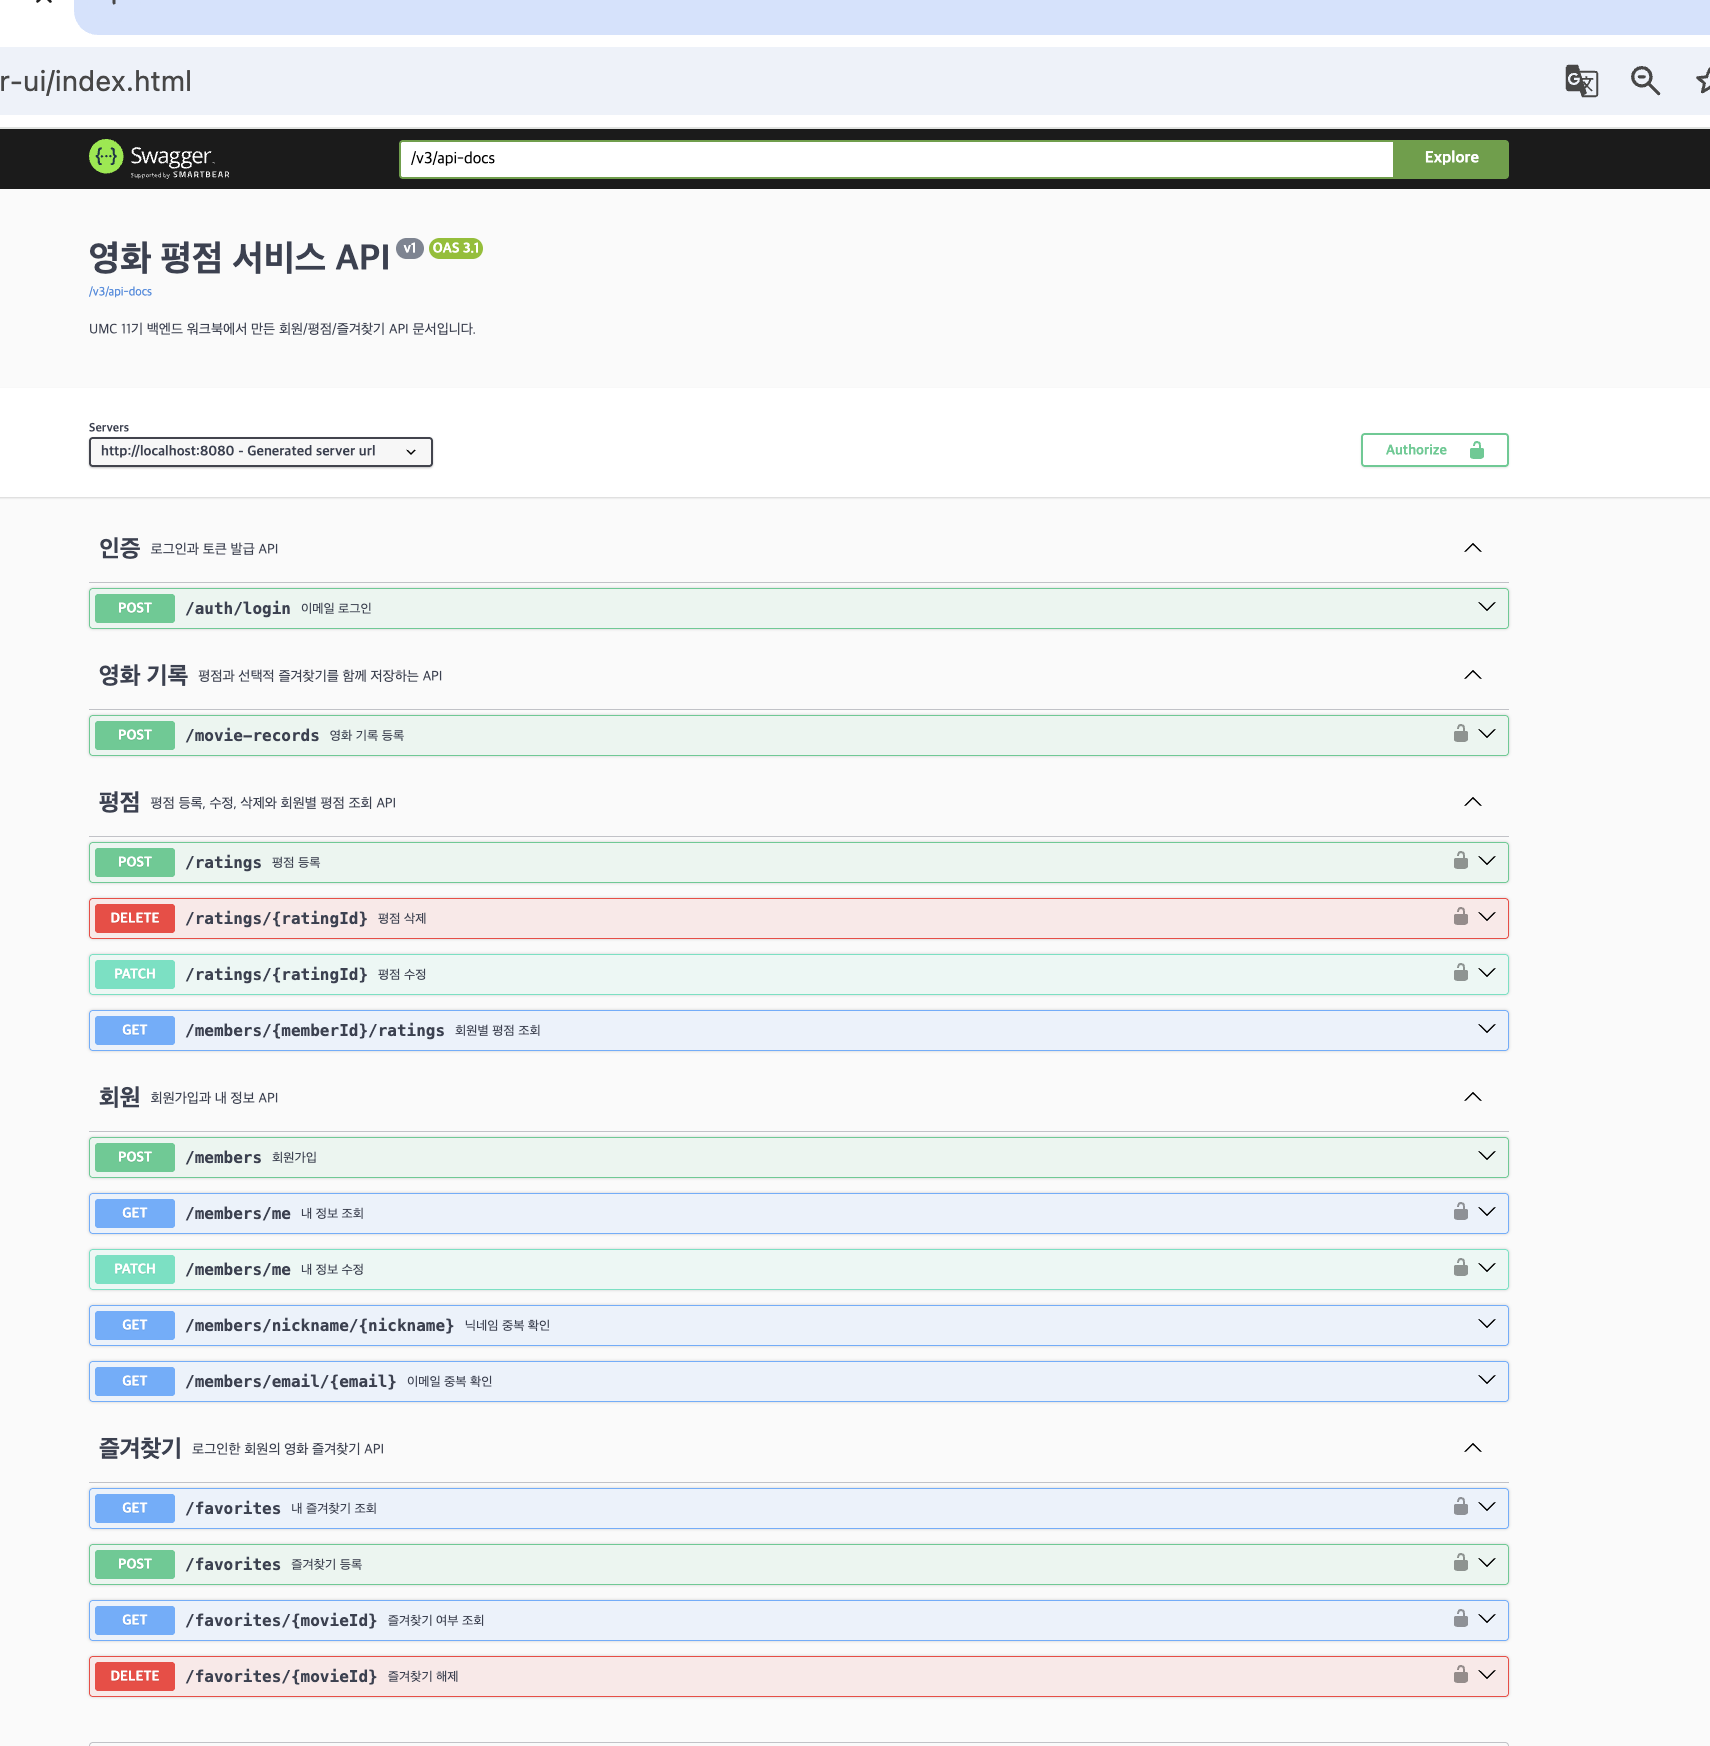 r-ui/index.html
Swagger.
Supported by SMARTBEAR
/v3/api-docs
Explore
영화 평점 서비스 API v1 OAS 3.1
/v3/api-docs
UMC 11기 백엔드 워크북에서 만든 회원/평점/즐겨찾기 API 문서입니다.
Servers
http://localhost:8080 - Generated server url
Authorize
인증 로그인과 토큰 발급 API
POST /auth/login 이메일 로그인
영화 기록 평점과 선택적 즐겨찾기를 함께 저장하는 API
POST /movie-records 영화 기록 등록
평점 평점 등록, 수정, 삭제와 회원별 평점 조회 API
POST /ratings 평점 등록
DELETE /ratings/{ratingId} 평점 삭제
PATCH /ratings/{ratingId} 평점 수정
GET /members/{memberId}/ratings 회원별 평점 조회
회원 회원가입과 내 정보 API
POST /members 회원가입
GET /members/me 내 정보 조회
PATCH /members/me 내 정보 수정
GET /members/nickname/{nickname} 닉네임 중복 확인
GET /members/email/{email} 이메일 중복 확인
즐겨찾기 로그인한 회원의 영화 즐겨찾기 API
GET /favorites 내 즐겨찾기 조회
POST /favorites 즐겨찾기 등록
GET /favorites/{movieId} 즐겨찾기 여부 조회
DELETE /favorites/{movieId} 즐겨찾기 해제